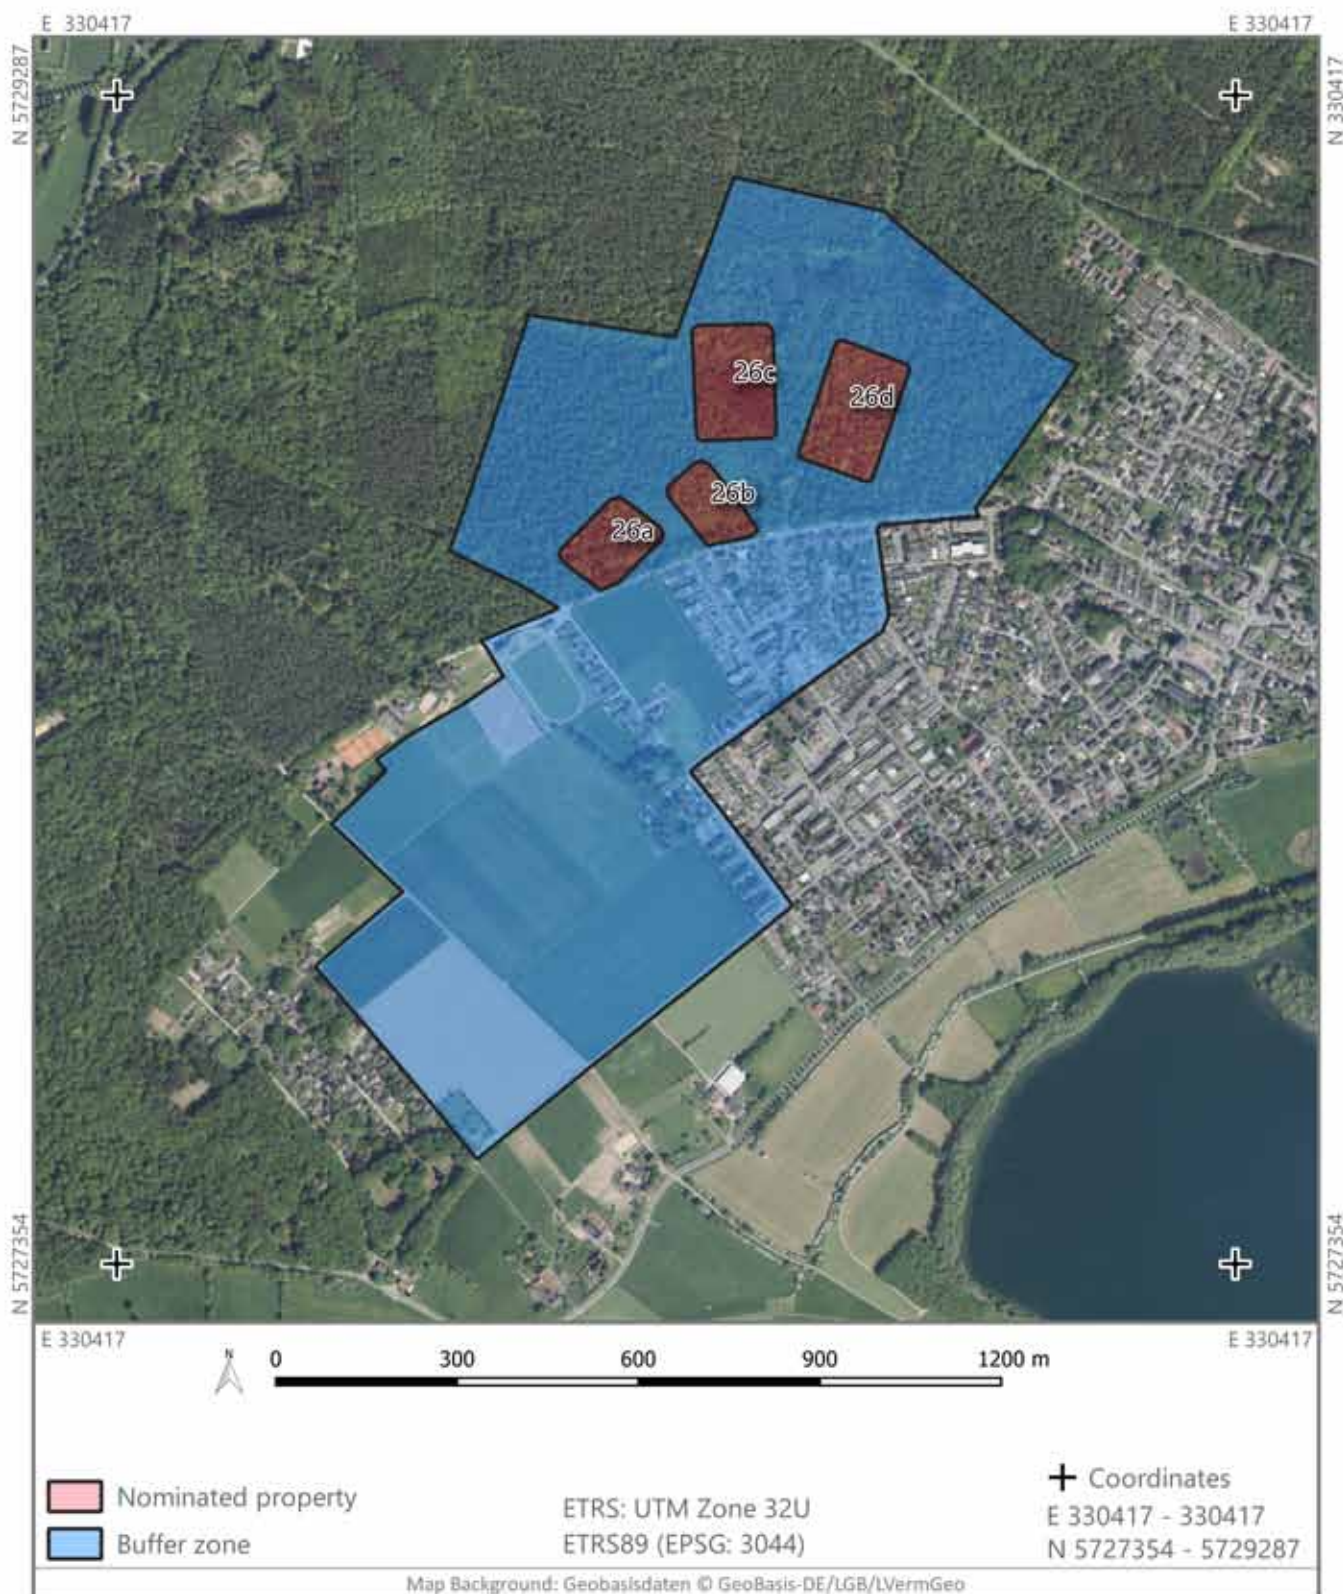 E 330417
E 330417
N 5729287
N 330417
26c
26d
26b
26a
N 5727354
N 5727354
E 330417
E 330417
N
0 300 600 900 1200 m
Nominated property
Buffer zone
ETRS: UTM Zone 32U
ETRS89 (EPSG: 3044)
Coordinates
E 330417 - 330417
N 5727354 - 5729287
Map Background: Geobasisdaten © GeoBasis-DE/LGB/LVermGeo